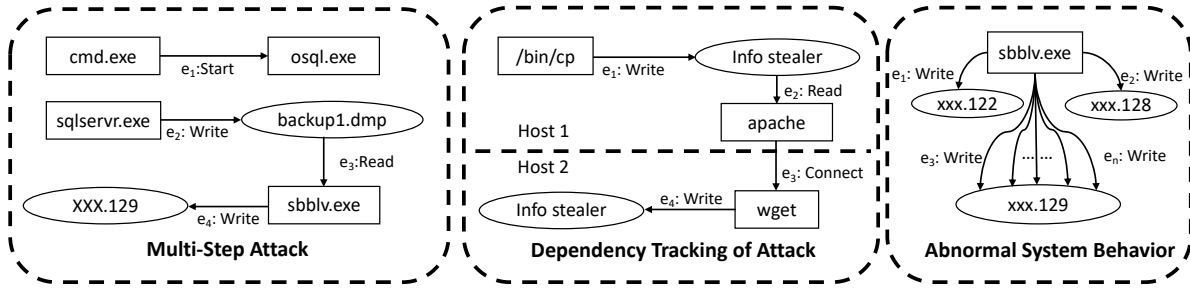 cmd.exe
e1:Start
osql.exe
sqlservr.exe
e2: Write
backup1.dmp
e3:Read
XXX.129
e4: Write
sbblv.exe
Multi-Step Attack
/bin/cp
e1: Write
Info stealer
e2: Read
Host 1
apache
Host 2
e3: Connect
Info stealer
e4: Write
wget
Dependency Tracking of Attack
sbblv.exe
e1: Write
e2: Write
xxx.122
xxx.128
e3: Write
... ...
en: Write
xxx.129
Abnormal System Behavior